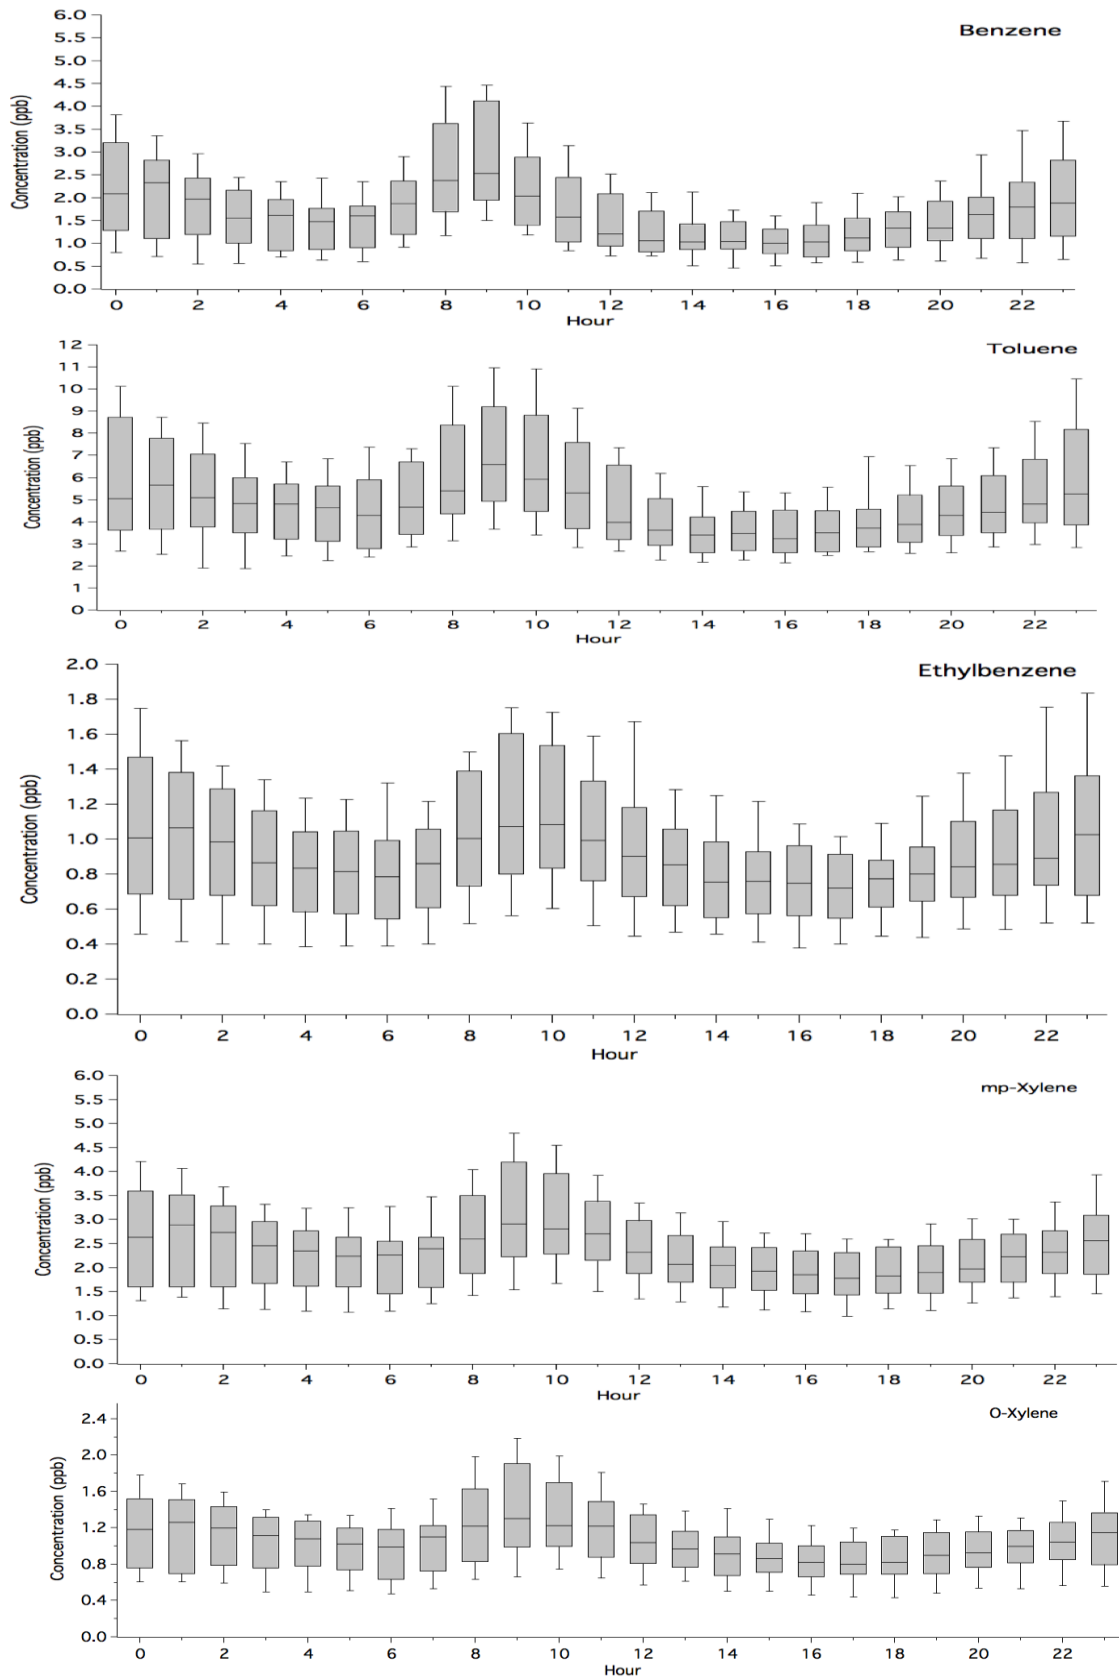 Benzene
Concentration (ppb)
6.0
5.5
5.0
4.5
4.0
3.5
3.0
2.5
2.0
1.5
1.0
0.5
0.0
0 2 4 6 8 10 12 14 16 18 20 22
Hour
Toluene
Concentration (ppb)
12
11
10
9
8
7
6
5
4
3
2
1
0
0 2 4 6 8 10 12 14 16 18 20 22
Hour
Ethylbenzene
Concentration (ppb)
2.0
1.8
1.6
1.4
1.2
1.0
0.8
0.6
0.4
0.2
0.0
0 2 4 6 8 10 12 14 16 18 20 22
Hour
mp-Xylene
Concentration (ppb)
6.0
5.5
5.0
4.5
4.0
3.5
3.0
2.5
2.0
1.5
1.0
0.5
0.0
0 2 4 6 8 10 12 14 16 18 20 22
Hour
O-Xylene
Concentration (ppb)
2.4
2.0
1.6
1.2
0.8
0.4
0.0
0 2 4 6 8 10 12 14 16 18 20 22
Hour